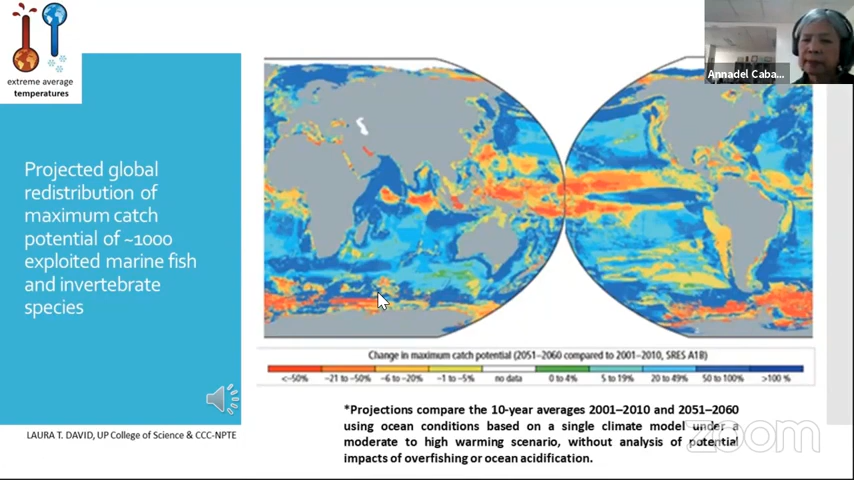 extreme average
temperatures
Annadel Caba...
Projected global
redistribution of
maximum catch
potential of ~1000
exploited marine fish
and invertebrate
species
Change in maximum catch potential (2051–2060 compared to 2001–2010, SRES A1B)
<–50% –21 to –50% –6 to –20% –1 to –5% no data 0 to 4% 5 to 19% 20 to 49% 50 to 100% >100 %
*Projections compare the 10-year averages 2001–2010 and 2051–2060
using ocean conditions based on a single climate model under a
moderate to high warming scenario, without analysis of potential
impacts of overfishing or ocean acidification.
LAURA T. DAVID, UP College of Science & CCC-NPTE
zoom